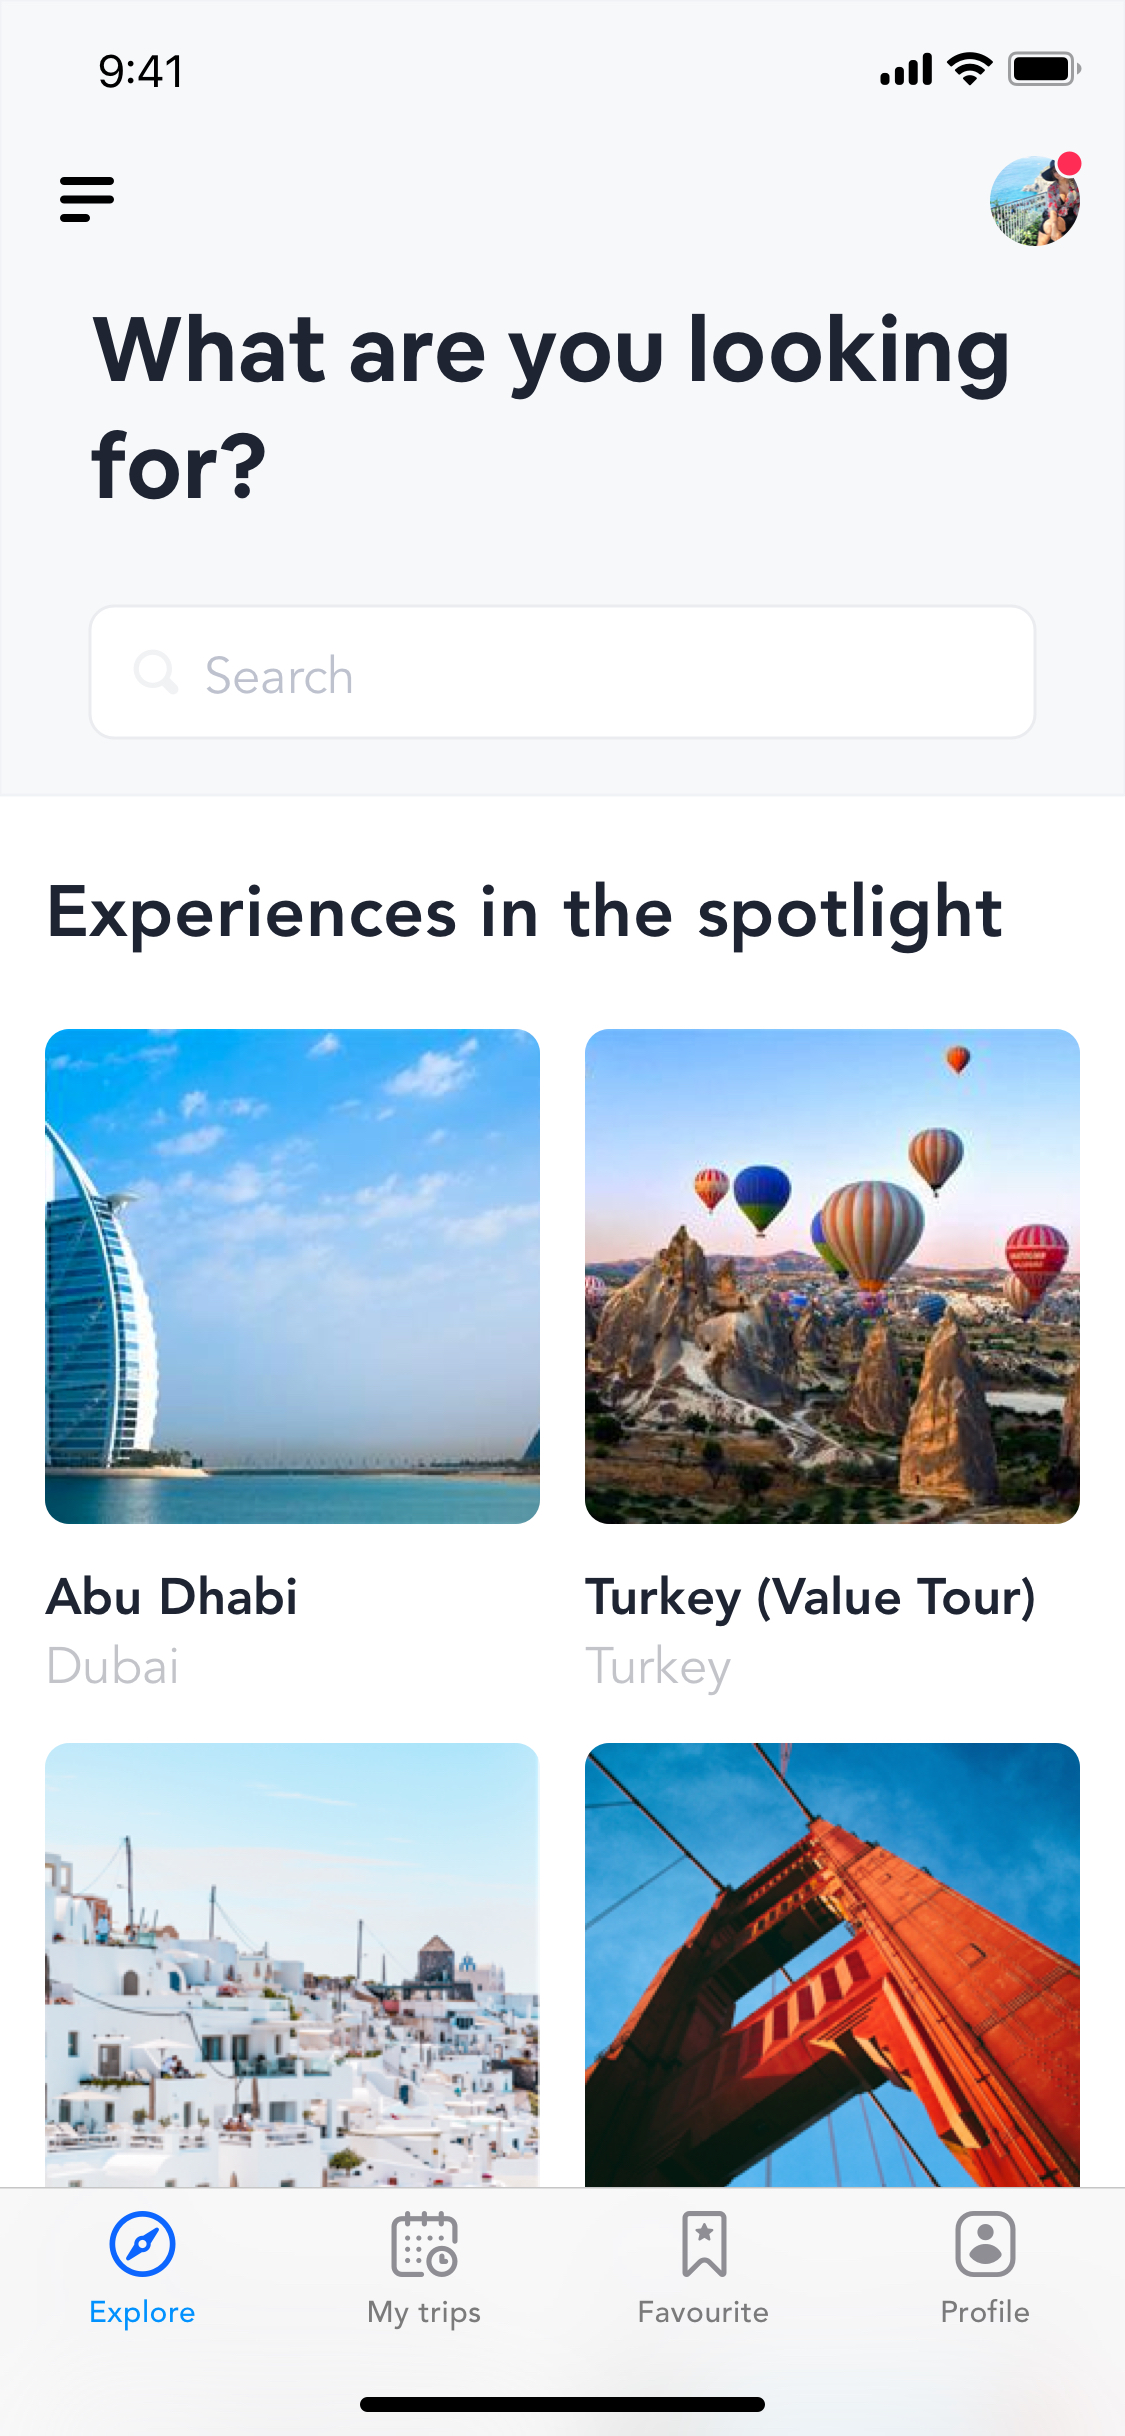 9:41
What are you looking
for?
Search
Experiences in the spotlight
Abu Dhabi
Dubai
Turkey (Value Tour)
Turkey
Explore
My trips
Favourite
Profile